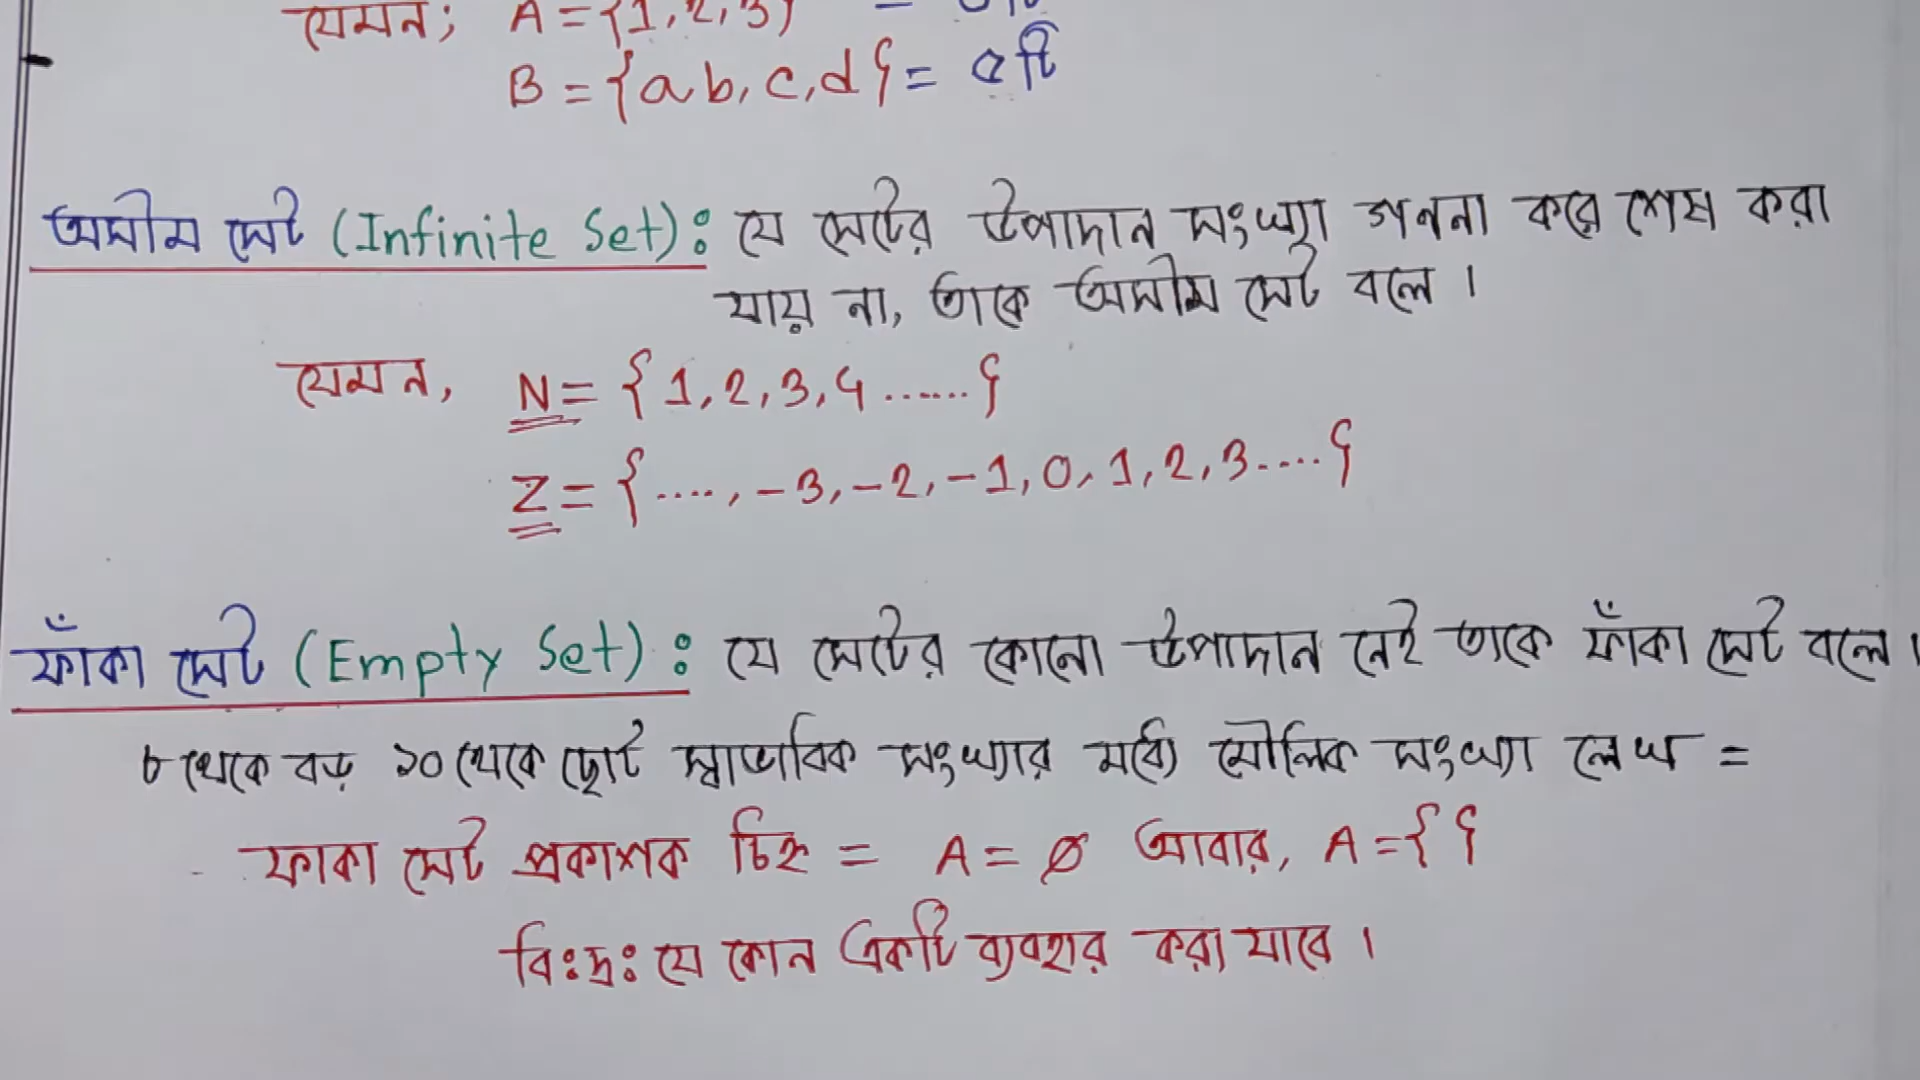 যেমন; A = {1, 2, 3}
B = {a b, c, d} = ৫টি
অসীম সেট (Infinite Set): যে সেটের উপাদান সংখ্যা গননা করে শেষ করা
যায় না, তাকে অসীম সেট বলে।
যেমন, N = {1, 2, 3, 4 ......}
Z = {...., -3, -2, -1, 0, 1, 2, 3....}
ফাঁকা সেট (Empty Set): যে সেটের কোনো উপাদান নেই তাকে ফাঁকা সেট বলে।
৮ থেকে বড় ১০ থেকে ছোট স্বাভাবিক সংখ্যার মধ্যে মৌলিক সংখ্যা লেখ =
ফাকা সেট প্রকাশক চিহ্ন = A = Ø আবার, A = { }
বিঃদ্রঃ যে কোন একটি ব্যবহার করা যাবে।